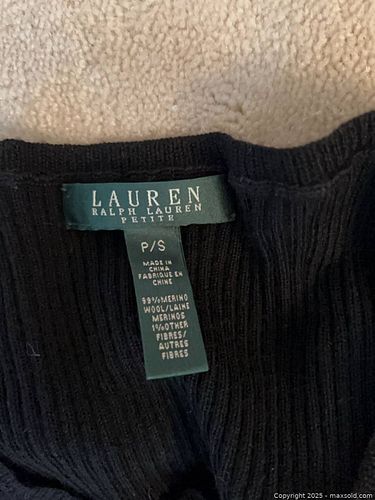 LAUREN
RALPH LAUREN
PETITE
P/S
MADE IN
CHINA
FABRIQUE EN
CHINE
99%MERINO
WOOL/LAINE
MERINOS
1%OTHER
FIBRES/
AUTRES
FIBRES
Copyright 2025 - maxsold.com